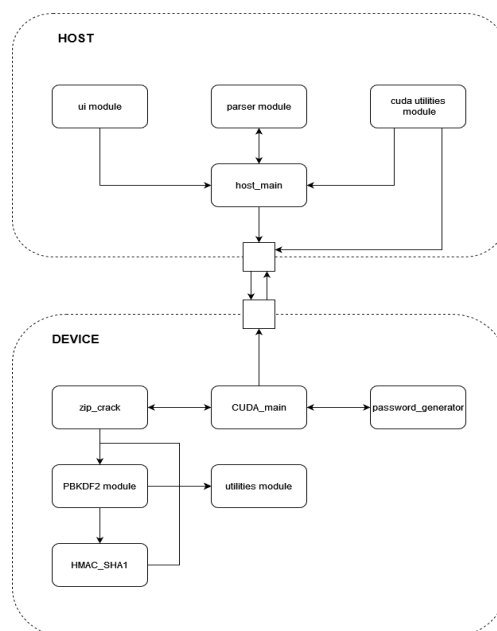 HOST
ui module
parser module
cuda utilities
module
host_main
DEVICE
zip_crack
CUDA_main
password_generator
PBKDF2 module
utilities module
HMAC_SHA1